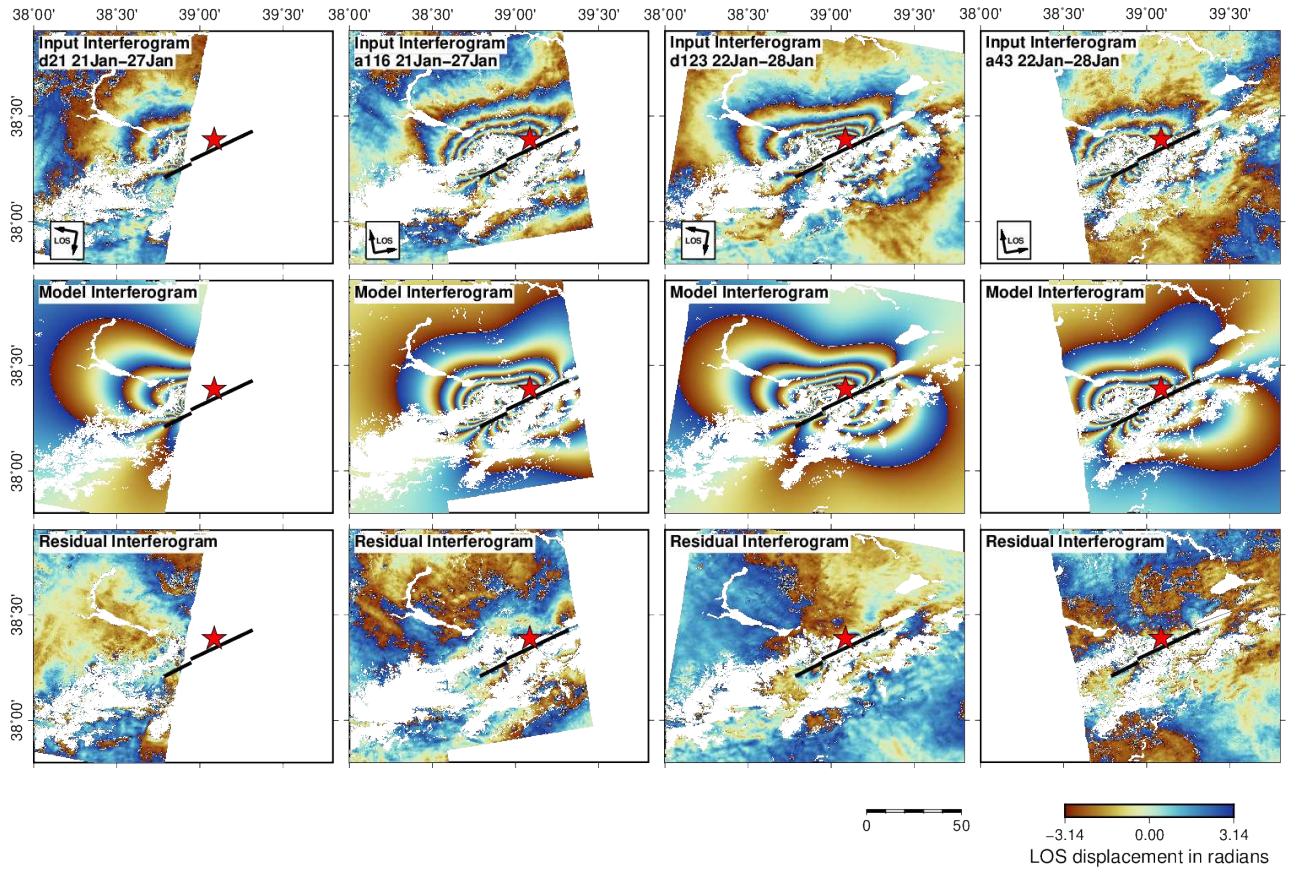 38°00' 38°30' 39°00' 39°30' 38°00' 38°30' 39°00' 39°30' 38°00' 38°30' 39°00' 39°30' 38°00' 38°30' 39°00' 39°30'
Input Interferogram
d21 21Jan−27Jan
Input Interferogram
a116 21Jan−27Jan
Input Interferogram
d123 22Jan−28Jan
Input Interferogram
a43 22Jan−28Jan
38°30'
38°00'
LOS
LOS
LOS
LOS
Model Interferogram
Model Interferogram
Model Interferogram
Model Interferogram
38°30'
38°00'
Residual Interferogram
Residual Interferogram
Residual Interferogram
Residual Interferogram
38°30'
38°00'
0 50
−3.14 0.00 3.14
LOS displacement in radians